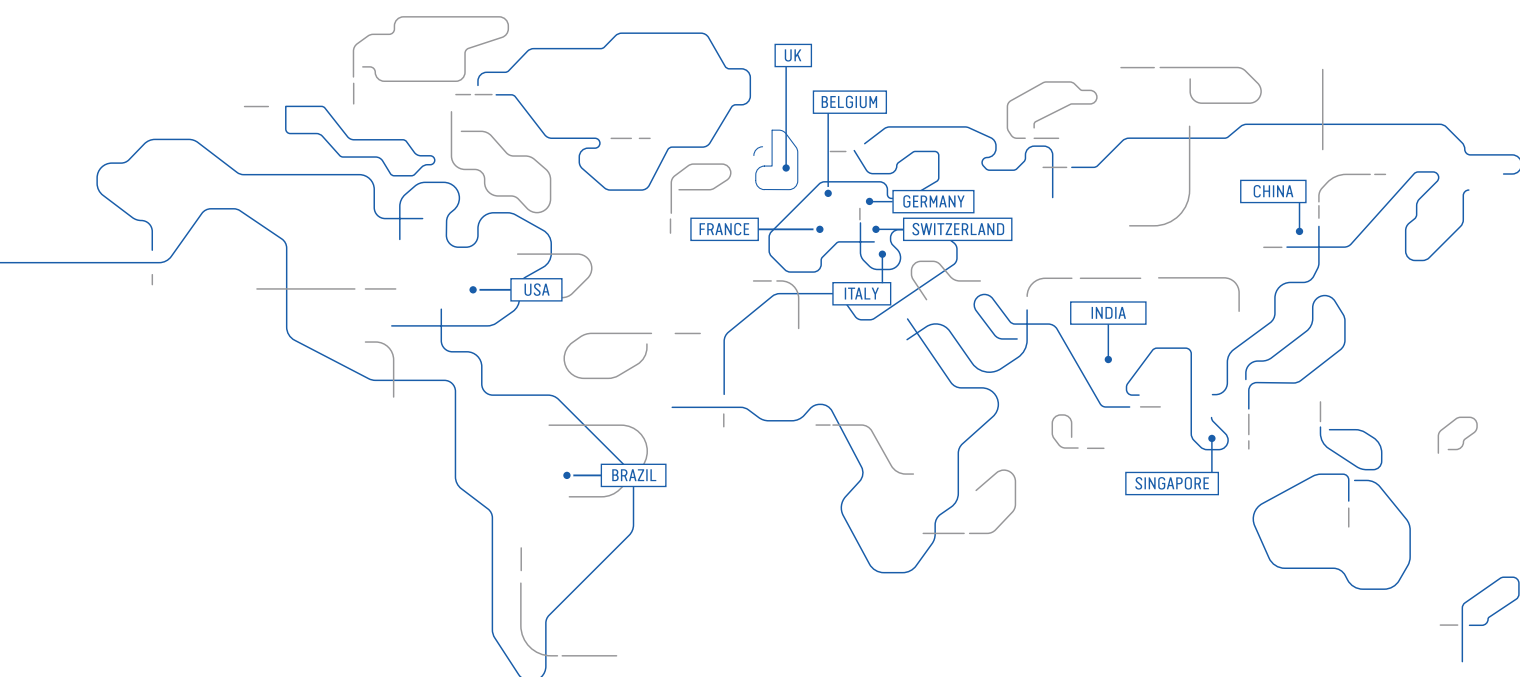 UK
BELGIUM
CHINA
GERMANY
FRANCE
SWITZERLAND
USA
ITALY
INDIA
BRAZIL
SINGAPORE